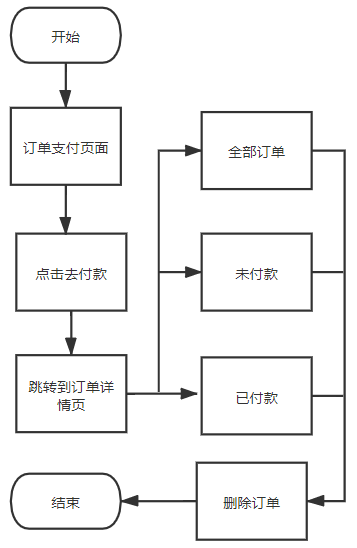 开始
订单支付页面
点击去付款
跳转到订单详
情页
全部订单
未付款
已付款
删除订单
结束